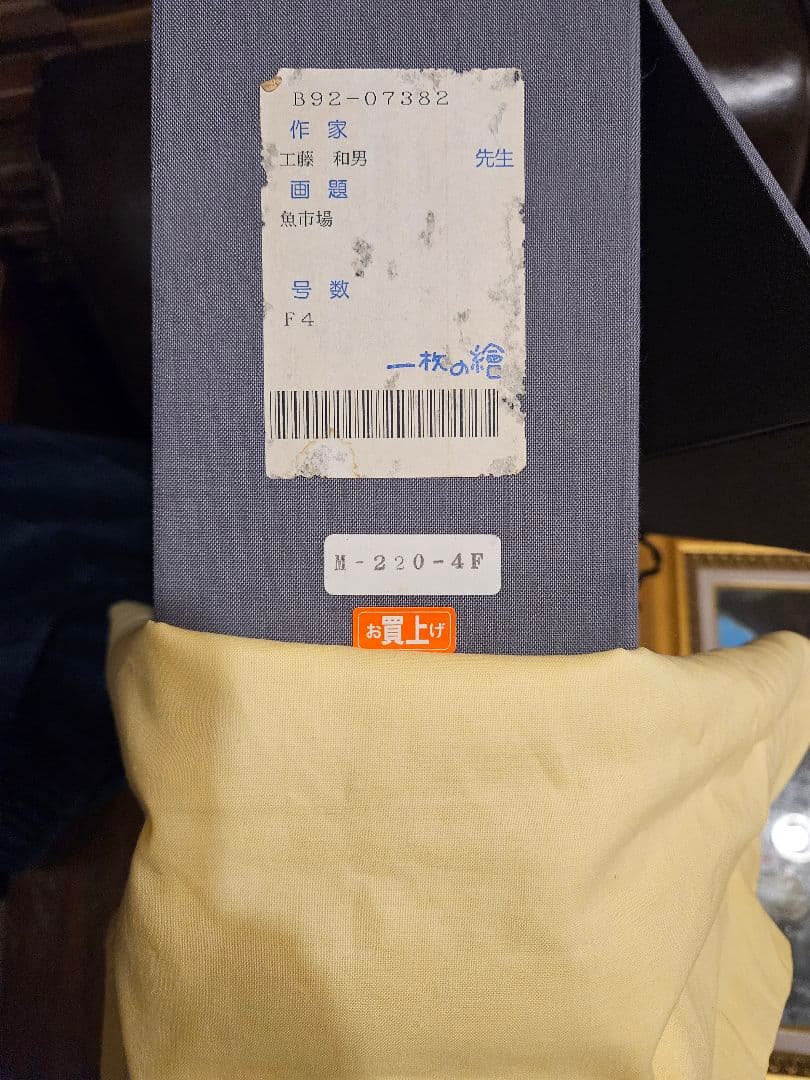 B92-07382
作家
工藤 和男 先生
画題
魚市場
号数
F4
一枚の繪
M-220-4F
お買上げ